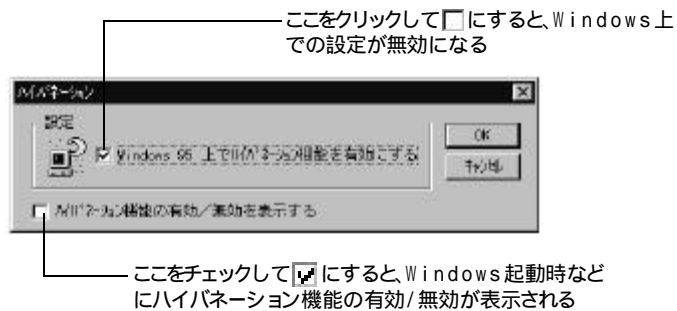 ここをクリックして□にすると、Windows上
での設定が無効になる
ハイバネーション
設定
Windows 95 上でハイバネーション機能を有効にする
OK
キャンセル
ハイバネーション機能の有効／無効を表示する
ここをチェックして☑にすると、Windows起動時など
にハイバネーション機能の有効/無効が表示される